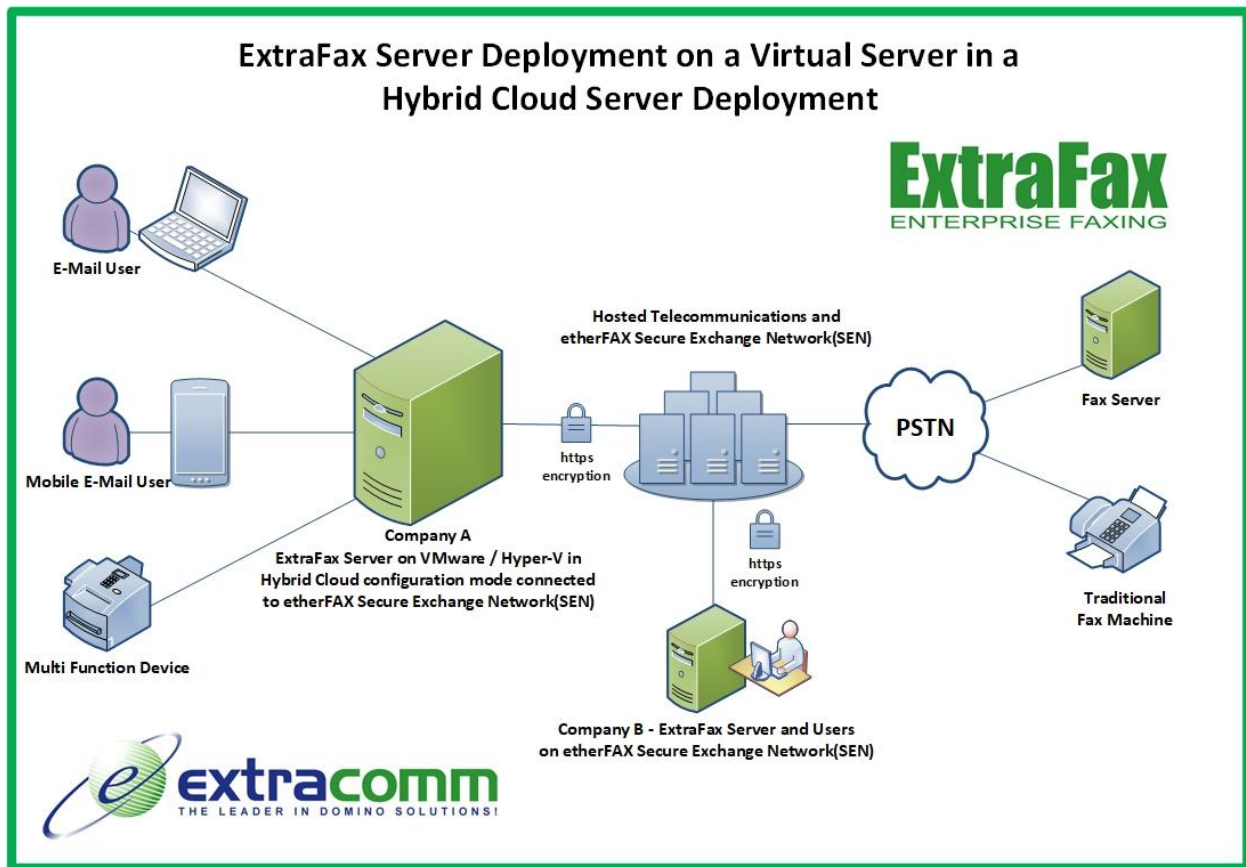 ExtraFax Server Deployment on a Virtual Server in a
Hybrid Cloud Server Deployment
ExtraFax
ENTERPRISE FAXING
E-Mail User
Hosted Telecommunications and
etherFAX Secure Exchange Network(SEN)
Fax Server
PSTN
https
encryption
Mobile E-Mail User
Company A
ExtraFax Server on VMware / Hyper-V in
Hybrid Cloud configuration mode connected
to etherFAX Secure Exchange Network(SEN)
https
encryption
Traditional
Fax Machine
Multi Function Device
Company B - ExtraFax Server and Users
on etherFAX Secure Exchange Network(SEN)
e extracomm
THE LEADER IN DOMINO SOLUTIONS!